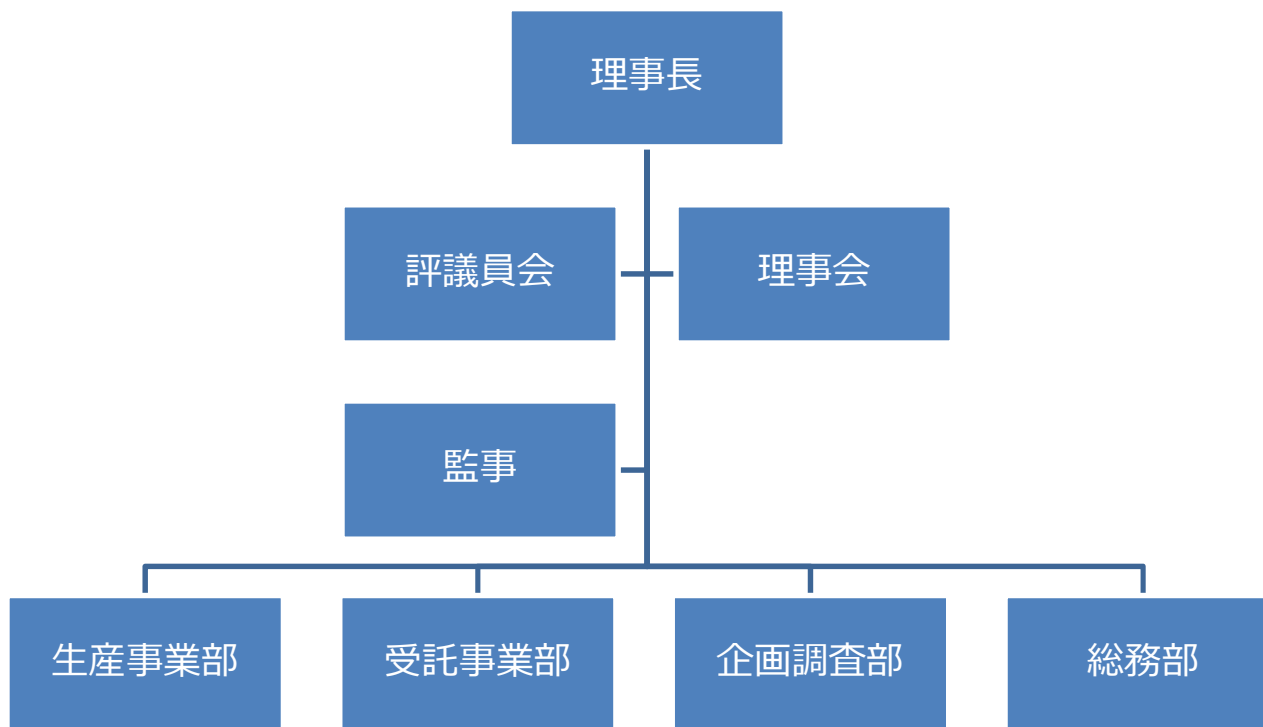 理事長
評議員会
理事会
監事
生産事業部
受託事業部
企画調査部
総務部